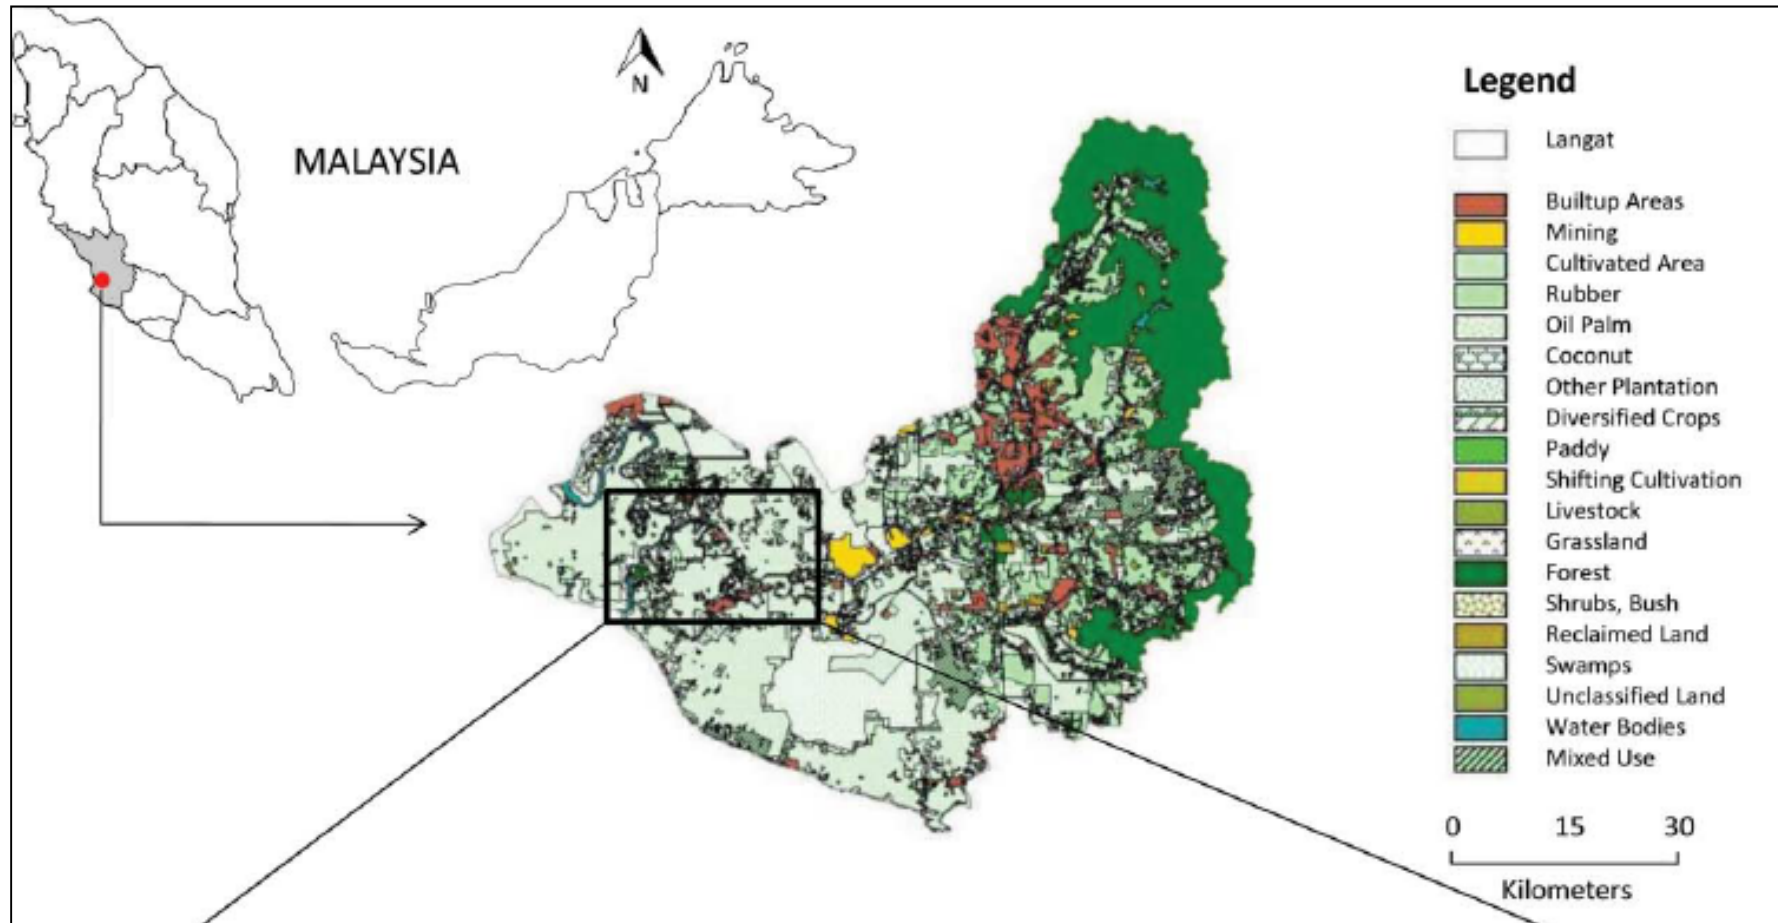 N
MALAYSIA
Legend
Langat
Builtup Areas
Mining
Cultivated Area
Rubber
Oil Palm
Coconut
Other Plantation
Diversified Crops
Paddy
Shifting Cultivation
Livestock
Grassland
Forest
Shrubs, Bush
Reclaimed Land
Swamps
Unclassified Land
Water Bodies
Mixed Use
0 15 30
Kilometers